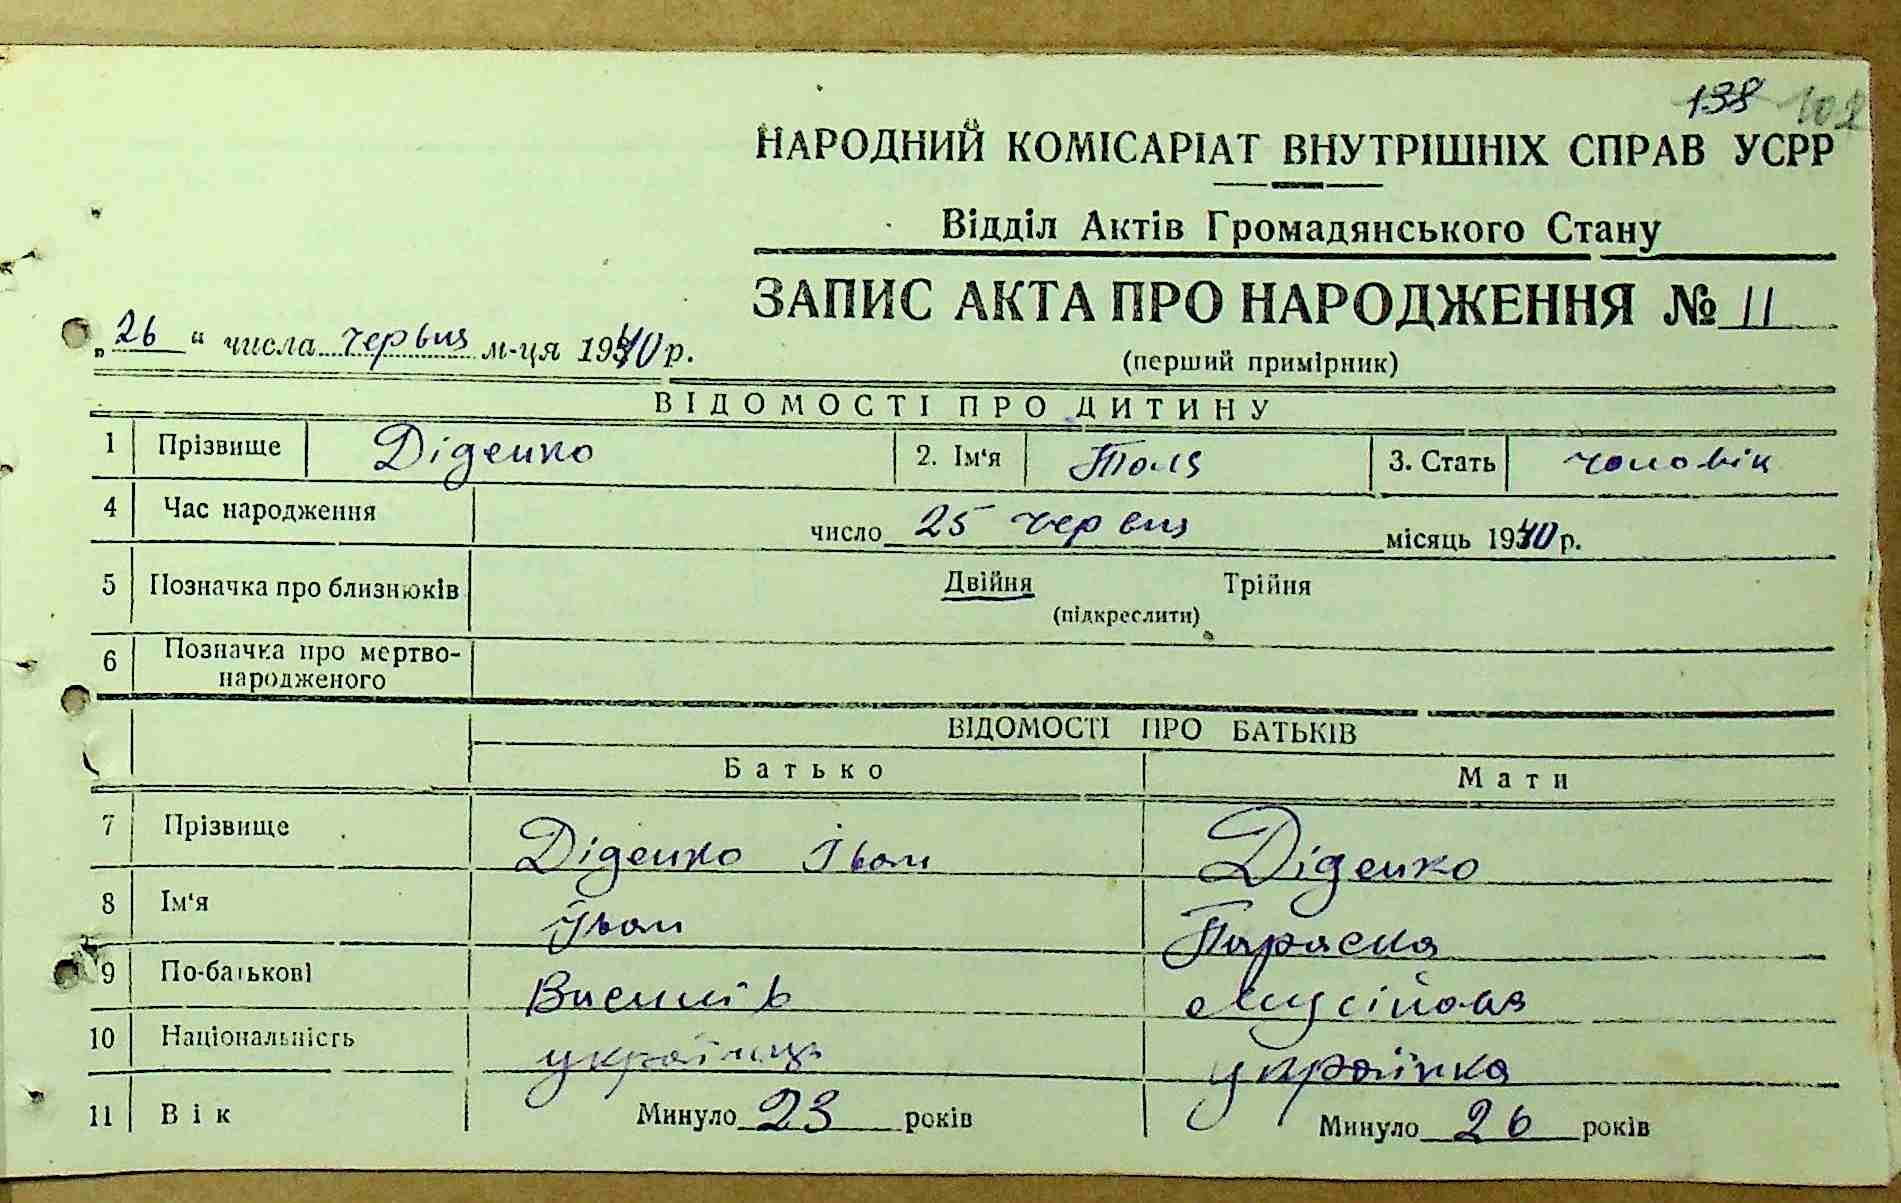 138 102
НАРОДНИЙ КОМІСАРІАТ ВНУТРІШНІХ СПРАВ УСРР
Відділ Актів Громадянського Стану
ЗАПИС АКТА ПРО НАРОДЖЕННЯ № 11
„26“ числа червня м-ця 1940 р.
(перший примірник)
ВІДОМОСТІ ПРО ДИТИНУ
1 Прізвище Діденко 2. Ім'я Толя 3. Стать чоловік
4 Час народження число 25 червня місяць 1940 р.
5 Позначка про близнюків Двійня Трійня
(підкреслити)
6 Позначка про мертво-
народженого
ВІДОМОСТІ ПРО БАТЬКІВ
Батько Мати
7 Прізвище Діденко Іван Діденко
8 Ім'я Іван Параска
9 По-батькові Василів Мусійовна
10 Національність українець українка
11 Вік Минуло 23 років Минуло 26 років